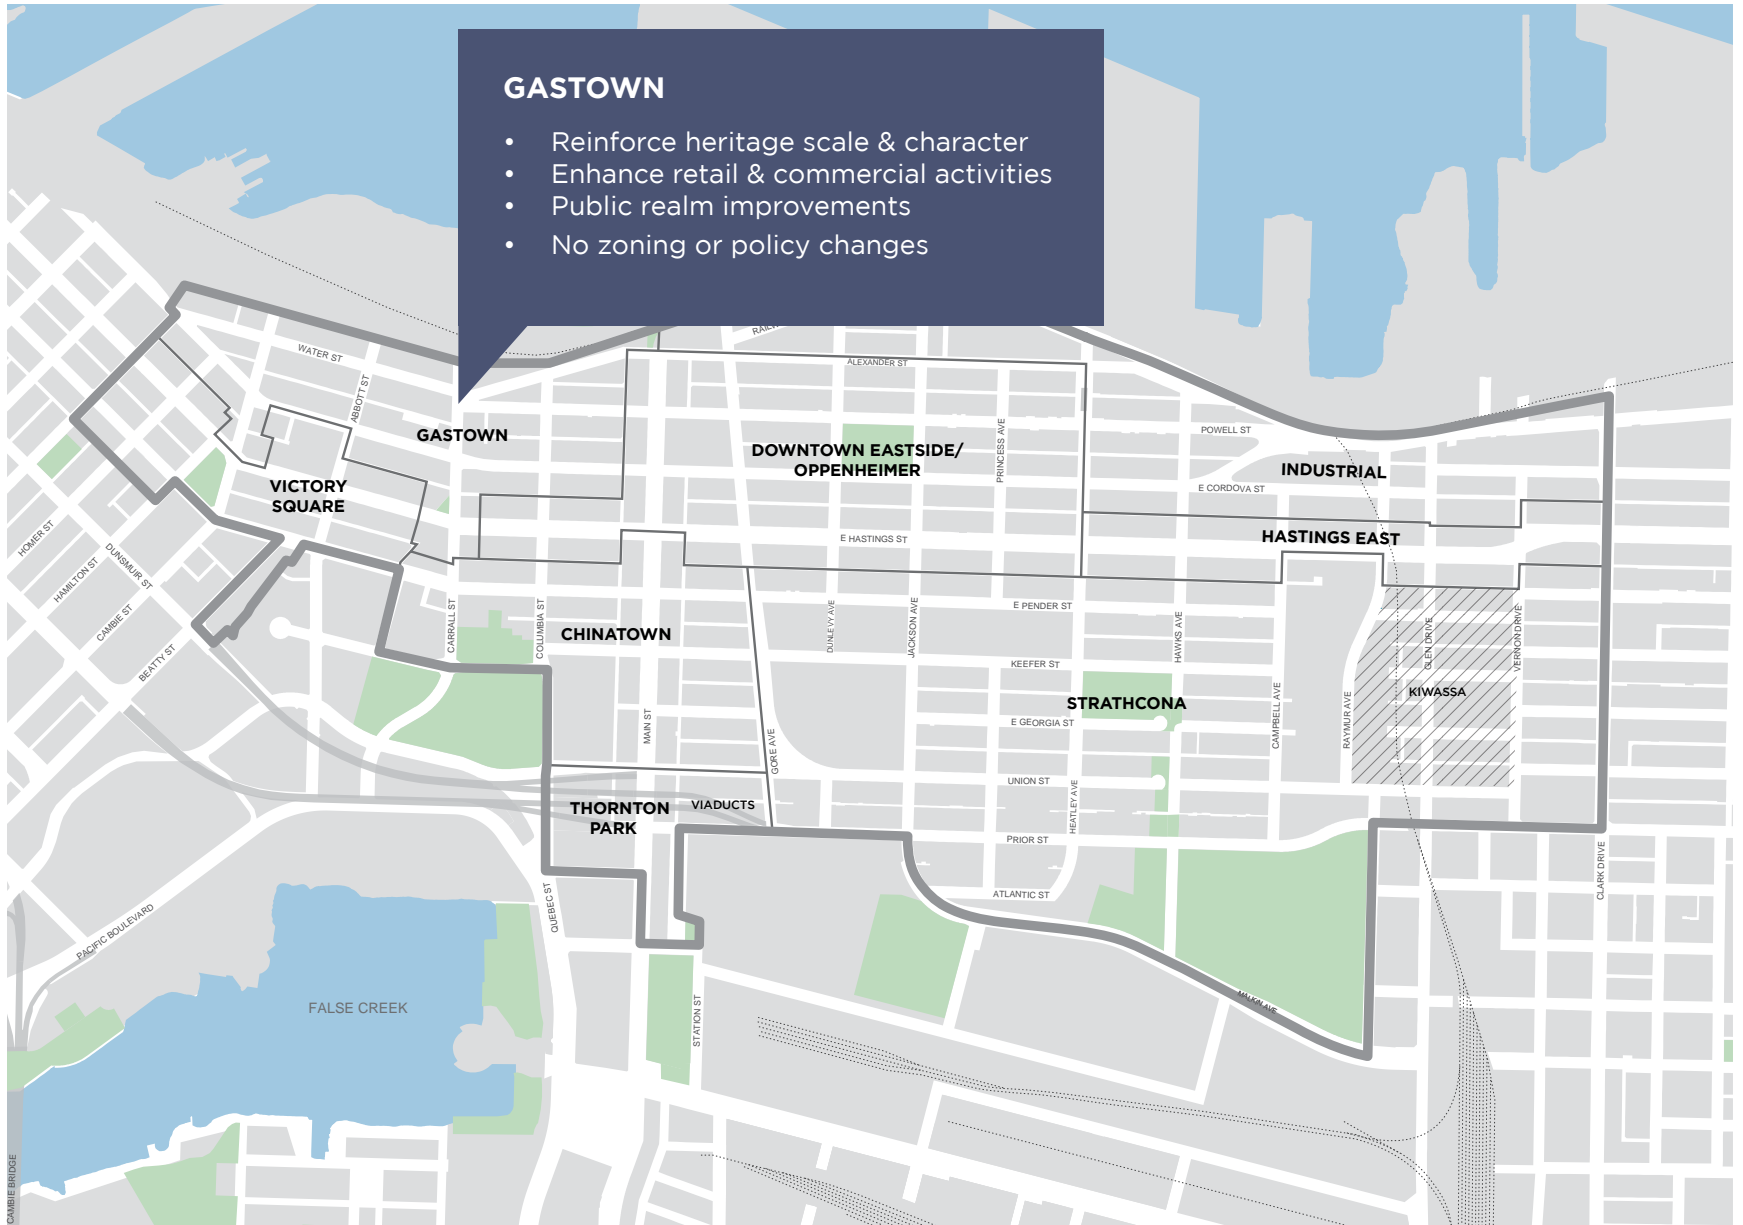 GASTOWN
• Reinforce heritage scale & character
• Enhance retail & commercial activities
• Public realm improvements
• No zoning or policy changes
WATER ST
ABBOTT ST
ALEXANDER ST
GASTOWN
DOWNTOWN EASTSIDE/
OPPENHEIMER
PRINCESS AVE
POWELL ST
INDUSTRIAL
E CORDOVA ST
VICTORY
SQUARE
HASTINGS EAST
E HASTINGS ST
HOMER ST
HAMILTON ST
DUNSMUIR ST
CAMBIE ST
BEATTY ST
CARRALL ST
COLUMBIA ST
CHINATOWN
DUNLEVY AVE
JACKSON AVE
E PENDER ST
HAWKS AVE
GLEN DRIVE
VERNON DRIVE
KEEFER ST
STRATHCONA
KIWASSA
E GEORGIA ST
CAMPBELL AVE
RAYMUR AVE
MAIN ST
GORE AVE
UNION ST
HEATLEY AVE
THORNTON
PARK
VIADUCTS
PRIOR ST
ATLANTIC ST
CLARK DRIVE
QUEBEC ST
PACIFIC BOULEVARD
FALSE CREEK
STATION ST
MALKIN AVE
CAMBIE BRIDGE